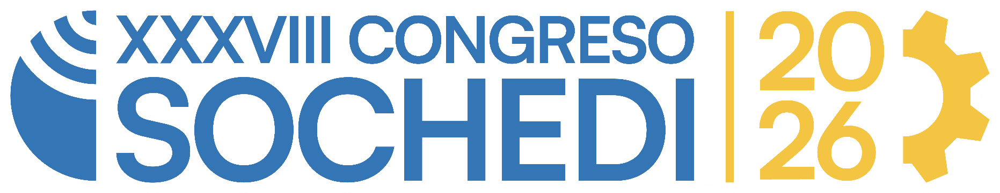 XXXVIII CONGRESO
SOCHEDI
20
26